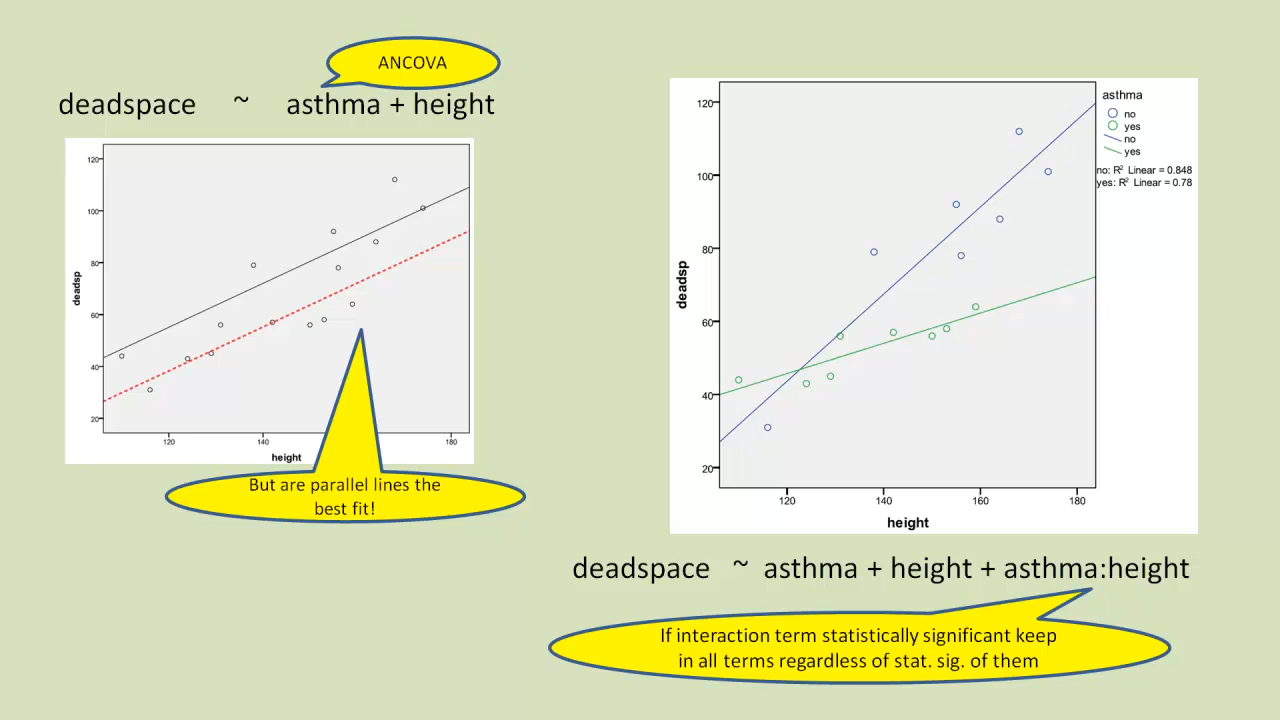 ANCOVA
deadspace ~ asthma + height
120
100
80
60
40
20
deadsp
120
140
180
height
But are parallel lines the
best fit!
120
100
80
60
40
20
deadsp
120
140
160
180
height
asthma
no
yes
no
yes
no: R² Linear = 0.848
yes: R² Linear = 0.78
deadspace ~ asthma + height + asthma:height
If interaction term statistically significant keep
in all terms regardless of stat. sig. of them